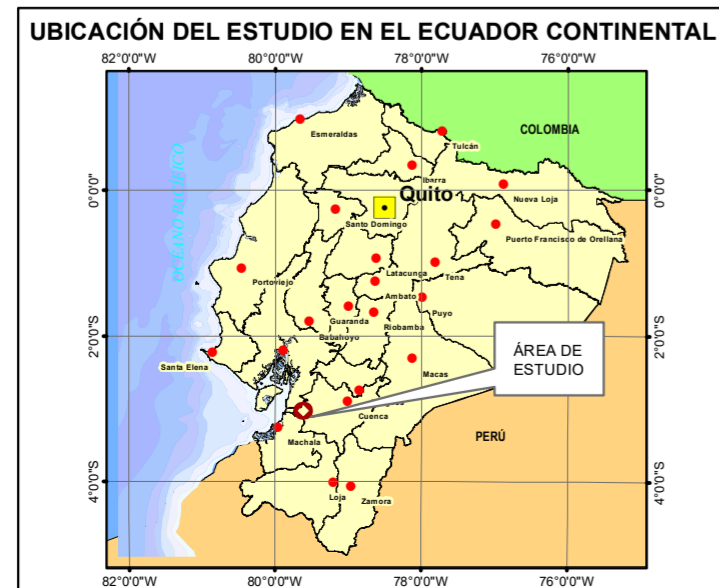 UBICACIÓN DEL ESTUDIO EN EL ECUADOR CONTINENTAL
82°0'0"W 80°0'0"W 78°0'0"W 76°0'0"W
COLOMBIA
Esmeraldas
Tulcán
Ibarra
0°0'0" 0°0'0"
Quito
Nueva Loja
OCÉANO PACÍFICO
Santo Domingo
Puerto Francisco de Orellana
Latacunga
Tena
Portoviejo
Ambato
Puyo
Guaranda
Riobamba
Babahoyo
2°0'0"S 2°0'0"S
ÁREA DE
ESTUDIO
Santa Elena
Macas
Cuenca
PERÚ
Machala
4°0'0"S 4°0'0"S
Loja
Zamora
82°0'0"W 80°0'0"W 78°0'0"W 76°0'0"W